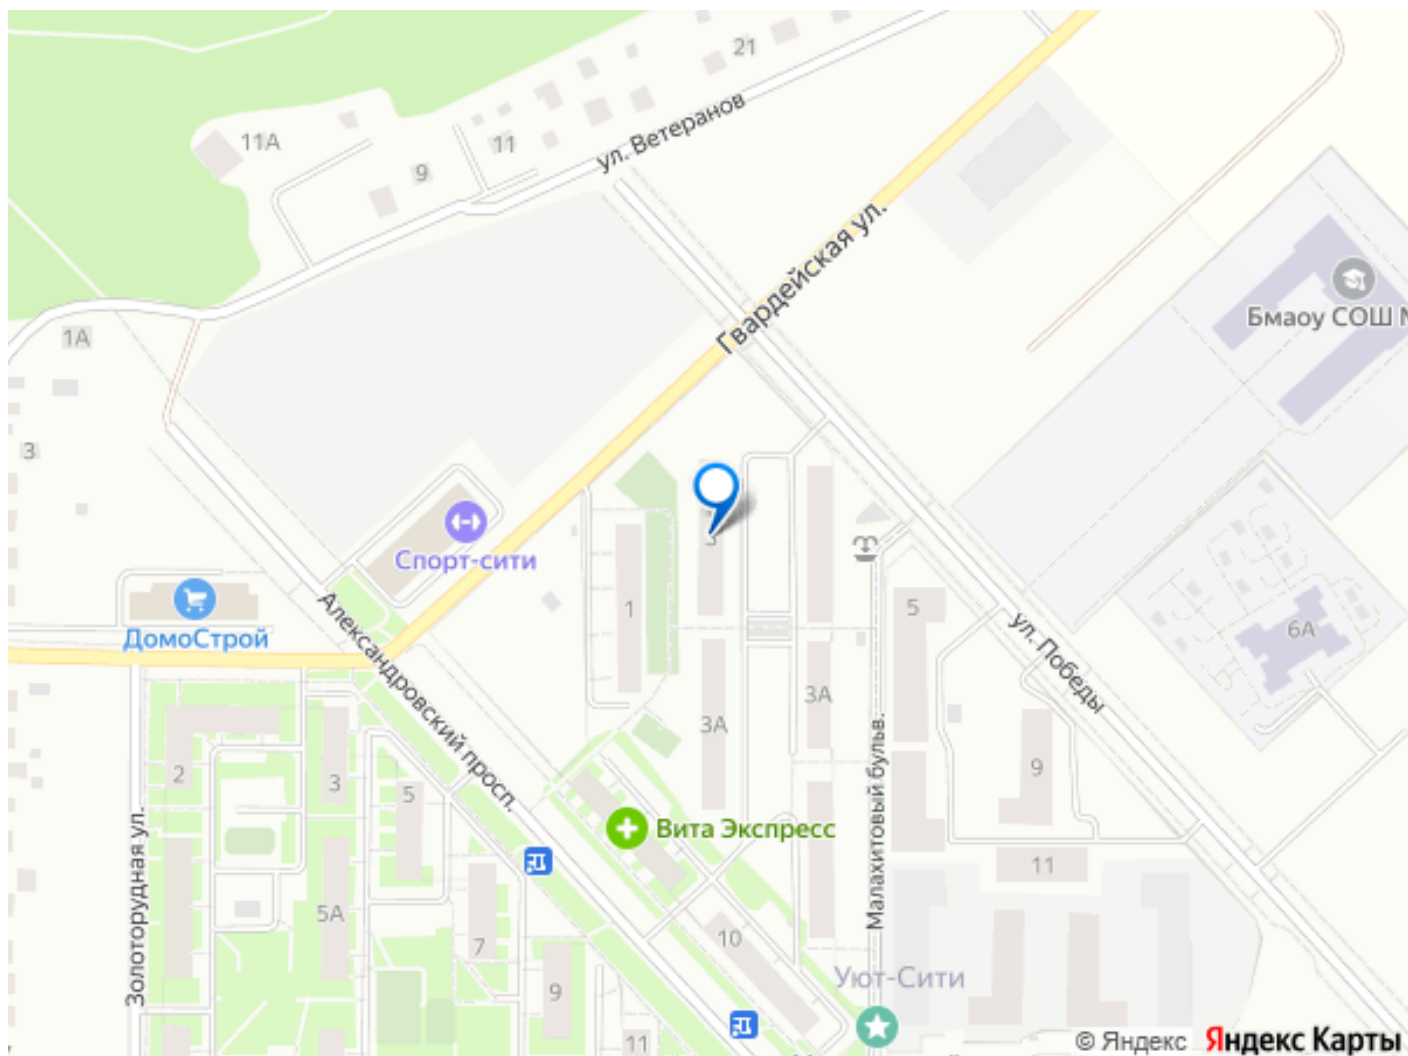 21
11А
11
9
ул. Ветеранов
Гвардейская ул.
1А
Бмаоу СОШ
3
3
Спорт-сити
ДомоСтрой
1
5
6А
Александровский просп.
ул. Победы
3А
3А
2
3
5
9
Вита Экспресс
Малахитовый бульв.
11
Золоторудная ул.
5А
7
10
9
Уют-Сити
11
© Яндекс Яндекс Карты